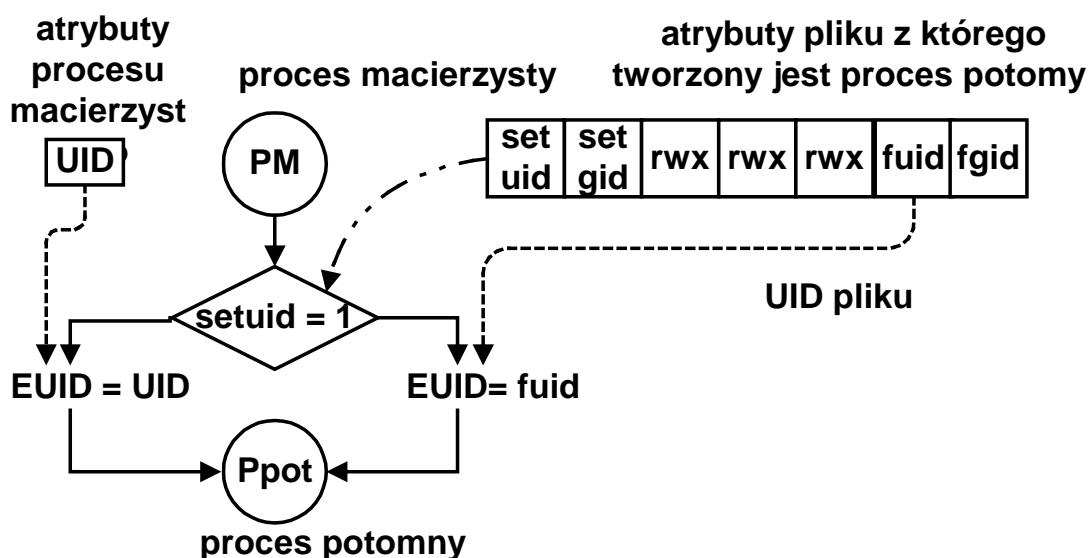 atrybuty
procesu
macierzyst
UID
proces macierzysty
PM
atrybuty pliku z którego
tworzony jest proces potomy
set uid
set gid
rwx
rwx
rwx
fuid
fgid
UID pliku
setuid = 1
EUID = UID
EUID= fuid
Ppot
proces potomny